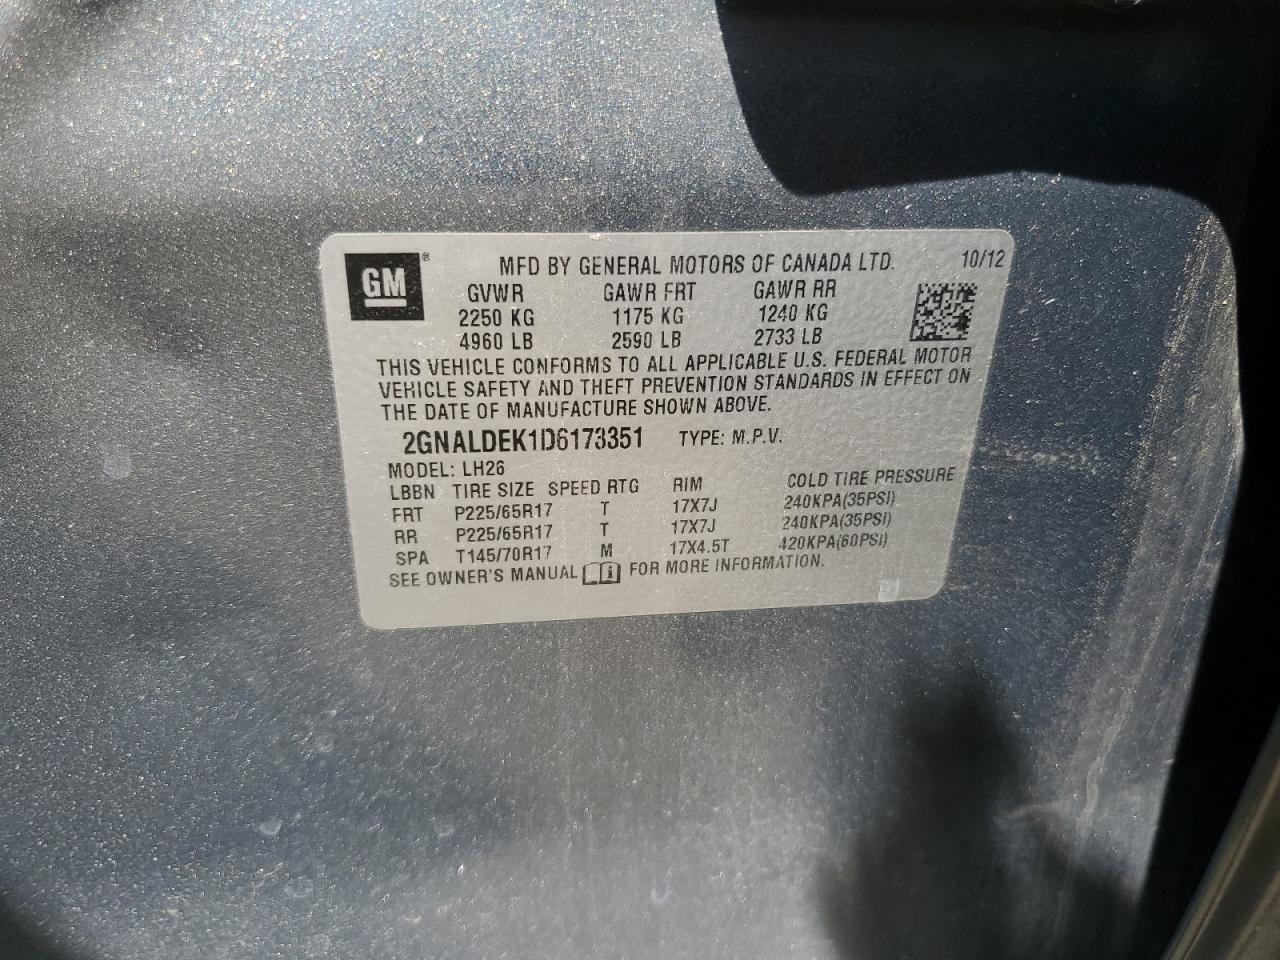 GM ® MFD BY GENERAL MOTORS OF CANADA LTD. 10/12
GVWR GAWR FRT GAWR RR
2250 KG 1175 KG 1240 KG
4960 LB 2590 LB 2733 LB
THIS VEHICLE CONFORMS TO ALL APPLICABLE U.S. FEDERAL MOTOR
VEHICLE SAFETY AND THEFT PREVENTION STANDARDS IN EFFECT ON
THE DATE OF MANUFACTURE SHOWN ABOVE.
2GNALDEK1D6173351 TYPE: M.P.V.
MODEL: LH26
LBBN TIRE SIZE SPEED RTG RIM COLD TIRE PRESSURE
FRT P225/65R17 T 17X7J 240KPA(35PSI)
RR P225/65R17 T 17X7J 240KPA(35PSI)
SPA T145/70R17 M 17X4.5T 420KPA(60PSI)
SEE OWNER'S MANUAL i FOR MORE INFORMATION.